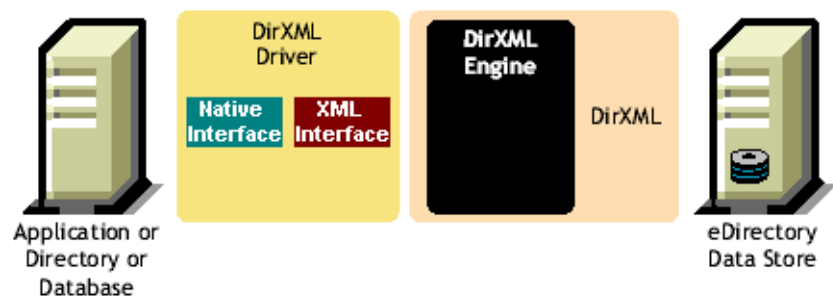 DirXML
Driver
Native
Interface
XML
Interface
DirXML
Engine
DirXML
Application or
Directory or
Database
eDirectory
Data Store